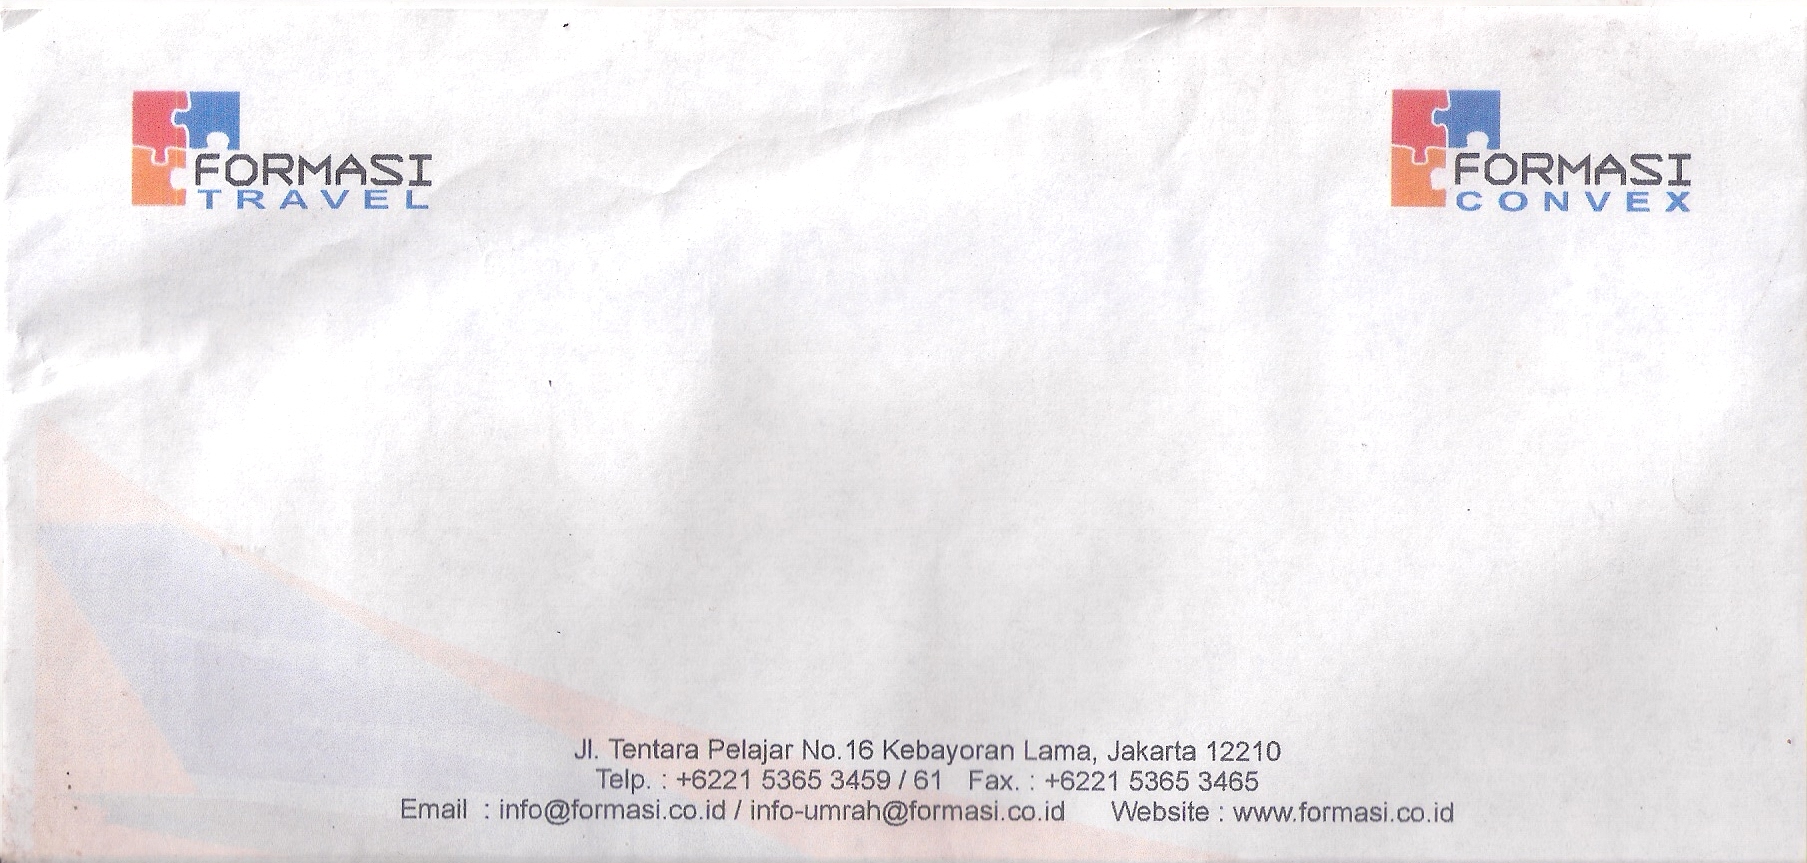 FORMASI
TRAVEL
FORMASI
CONVEX
Jl. Tentara Pelajar No.16 Kebayoran Lama, Jakarta 12210
Telp. : +6221 5365 3459 / 61 Fax. : +6221 5365 3465
Email : info@formasi.co.id / info-umrah@formasi.co.id Website : www.formasi.co.id